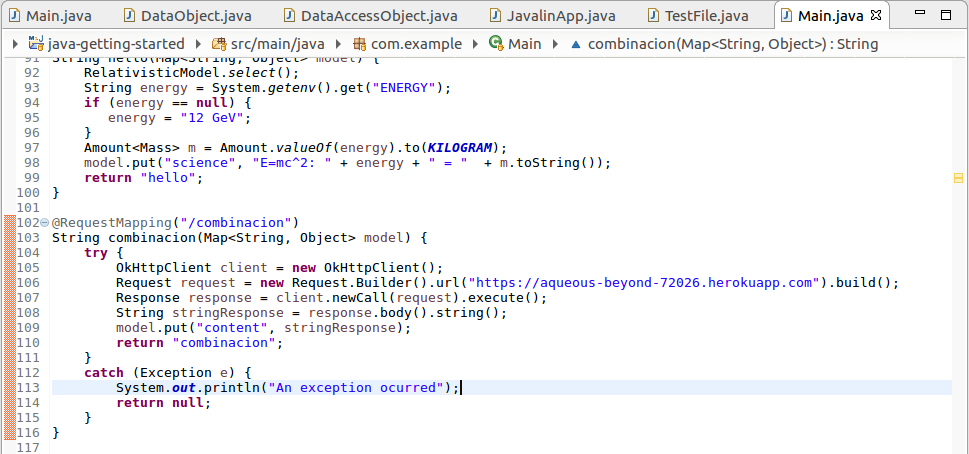 Main.java DataObject.java DataAccessObject.java JavalinApp.java TestFile.java Main.java
java-getting-started src/main/java com.example Main combinacion(Map<String, Object>) : String
91 String hello(Map<String, Object> model) {
92     RelativisticModel.select();
93     String energy = System.getenv().get("ENERGY");
94     if (energy == null) {
95        energy = "12 GeV";
96     }
97     Amount<Mass> m = Amount.valueOf(energy).to(KILOGRAM);
98     model.put("science", "E=mc^2: " + energy + " = "  + m.toString());
99     return "hello";
100 }
101
102 @RequestMapping("/combinacion")
103 String combinacion(Map<String, Object> model) {
104     try {
105         OkHttpClient client = new OkHttpClient();
106         Request request = new Request.Builder().url("https://aqueous-beyond-72026.herokuapp.com").build();
107         Response response = client.newCall(request).execute();
108         String stringResponse = response.body().string();
109         model.put("content", stringResponse);
110         return "combinacion";
111     }
112     catch (Exception e) {
113         System.out.println("An exception ocurred");
114         return null;
115     }
116 }
117